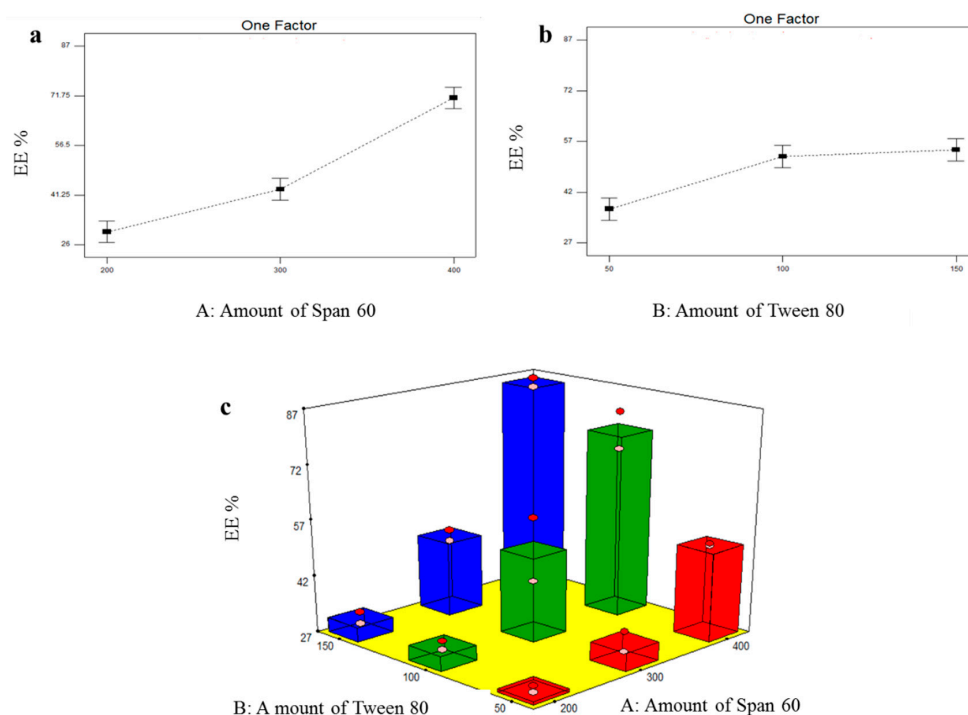 One Factor
a
87
71.75
56.5
41.25
26
EE %
200
300
400
A: Amount of Span 60
One Factor
b
87
72
57
42
27
EE %
50
100
150
B: Amount of Tween 80
c
87
72
57
42
27
EE %
150
100
50
200
300
400
B: A mount of Tween 80
A: Amount of Span 60